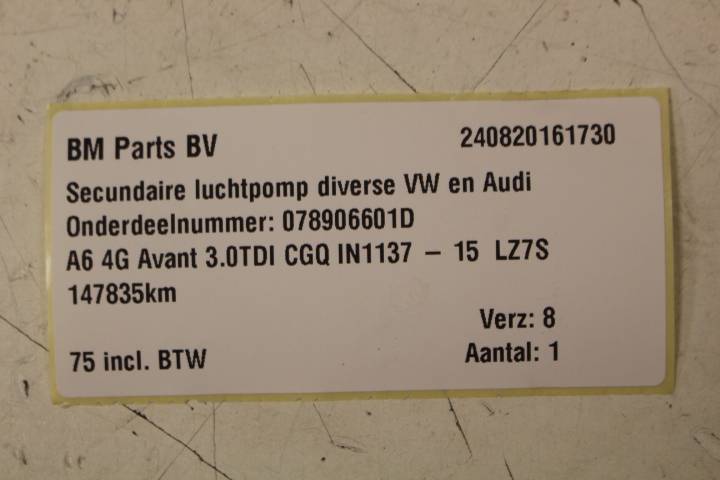 BM Parts BV 240820161730
Secundaire luchtpomp diverse VW en Audi
Onderdeelnummer: 078906601D
A6 4G Avant 3.0TDI CGQ IN1137 – 15 LZ7S
147835km
Verz: 8
75 incl. BTW Aantal: 1